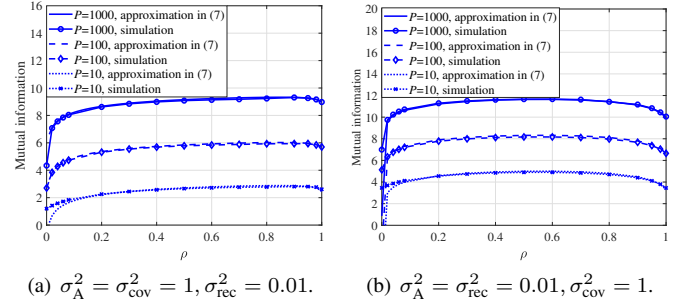 16
14
12
10
8
6
4
2
0
Mutual information
P=1000, approximation in (7)
P=1000, simulation
P=100, approximation in (7)
P=100, simulation
P=10, approximation in (7)
P=10, simulation
0 0.2 0.4 0.6 0.8 1
ρ
(a) σ²_A = σ²_cov = 1, σ²_rec = 0.01.
20
18
16
14
12
10
8
6
4
2
0
Mutual information
P=1000, approximation in (7)
P=1000, simulation
P=100, approximation in (7)
P=100, simulation
P=10, approximation in (7)
P=10, simulation
0 0.2 0.4 0.6 0.8 1
ρ
(b) σ²_A = σ²_rec = 0.01, σ²_cov = 1.